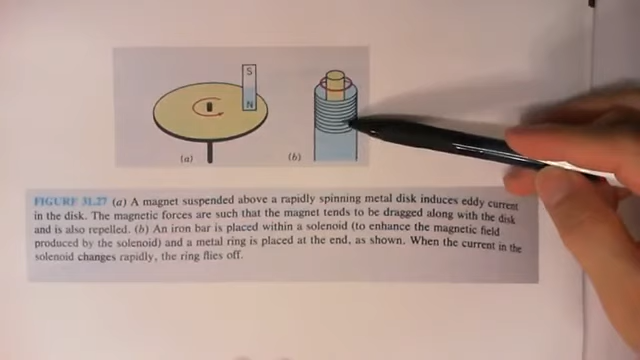 S
N
(a)
(b)
FIGURE 31.27 (a) A magnet suspended above a rapidly spinning metal disk induces eddy current
in the disk. The magnetic forces are such that the magnet tends to be dragged along with the disk
and is also repelled. (b) An iron bar is placed within a solenoid (to enhance the magnetic field
produced by the solenoid) and a metal ring is placed at the end, as shown. When the current in the
solenoid changes rapidly, the ring flies off.